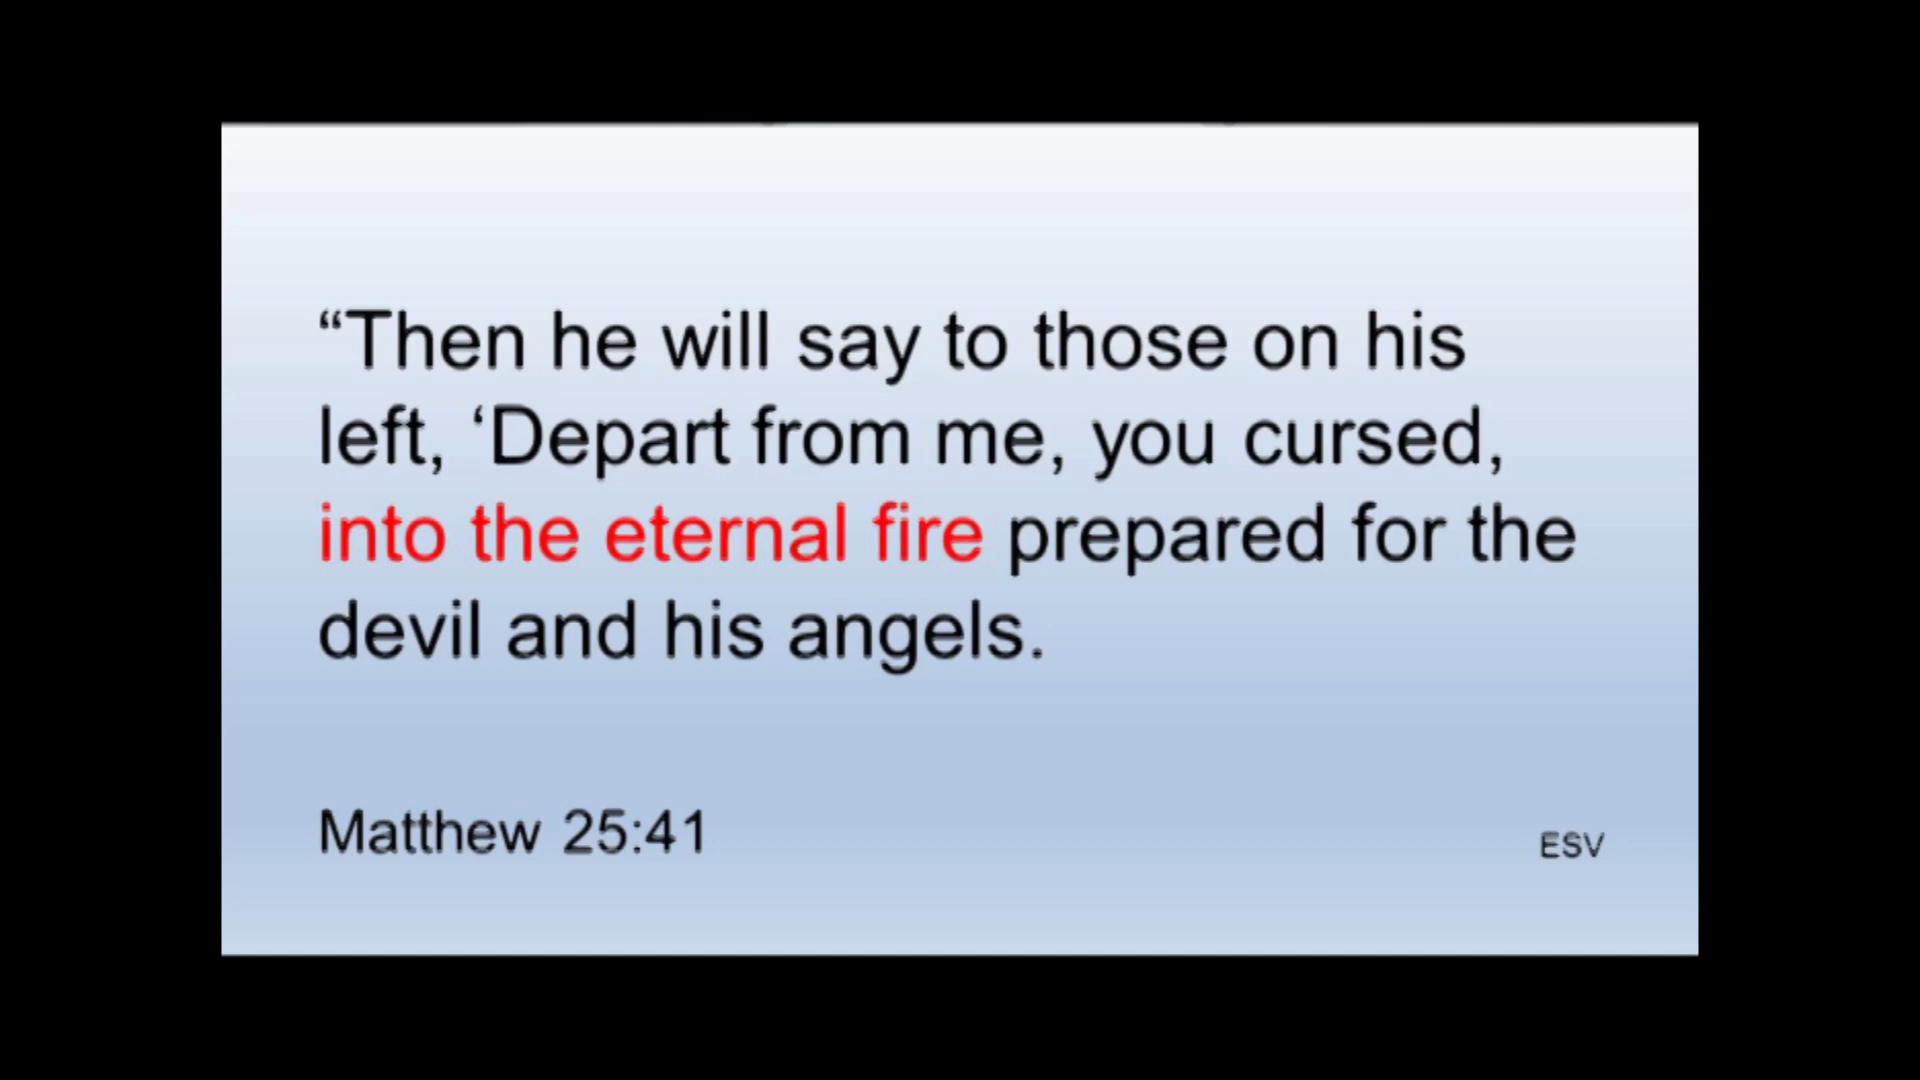 “Then he will say to those on his
left, ‘Depart from me, you cursed,
into the eternal fire prepared for the
devil and his angels.
Matthew 25:41
ESV